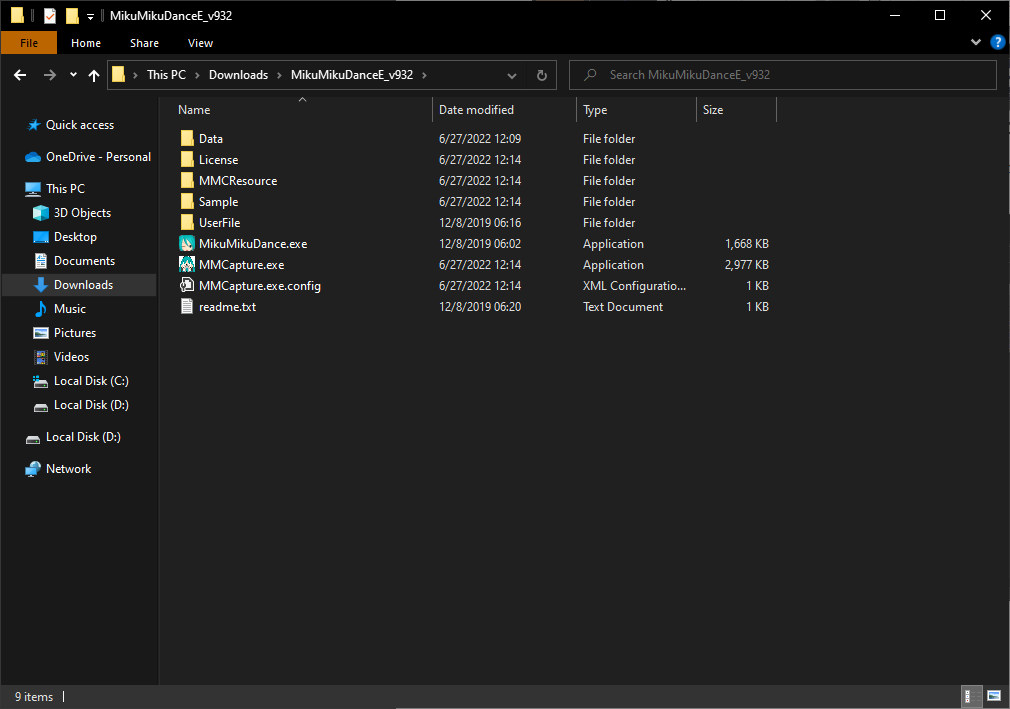 MikuMikuDanceE_v932
File Home Share View
This PC Downloads MikuMikuDanceE_v932 Search MikuMikuDanceE_v932
Name Date modified Type Size
Quick access
OneDrive - Personal
This PC
3D Objects
Desktop
Documents
Downloads
Music
Pictures
Videos
Local Disk (C:)
Local Disk (D:)
Local Disk (D:)
Network
Data 6/27/2022 12:09 File folder
License 6/27/2022 12:14 File folder
MMCResource 6/27/2022 12:14 File folder
Sample 6/27/2022 12:14 File folder
UserFile 12/8/2019 06:16 File folder
MikuMikuDance.exe 12/8/2019 06:02 Application 1,668 KB
MMCapture.exe 6/27/2022 12:14 Application 2,977 KB
MMCapture.exe.config 6/27/2022 12:14 XML Configuratio... 1 KB
readme.txt 12/8/2019 06:20 Text Document 1 KB
9 items